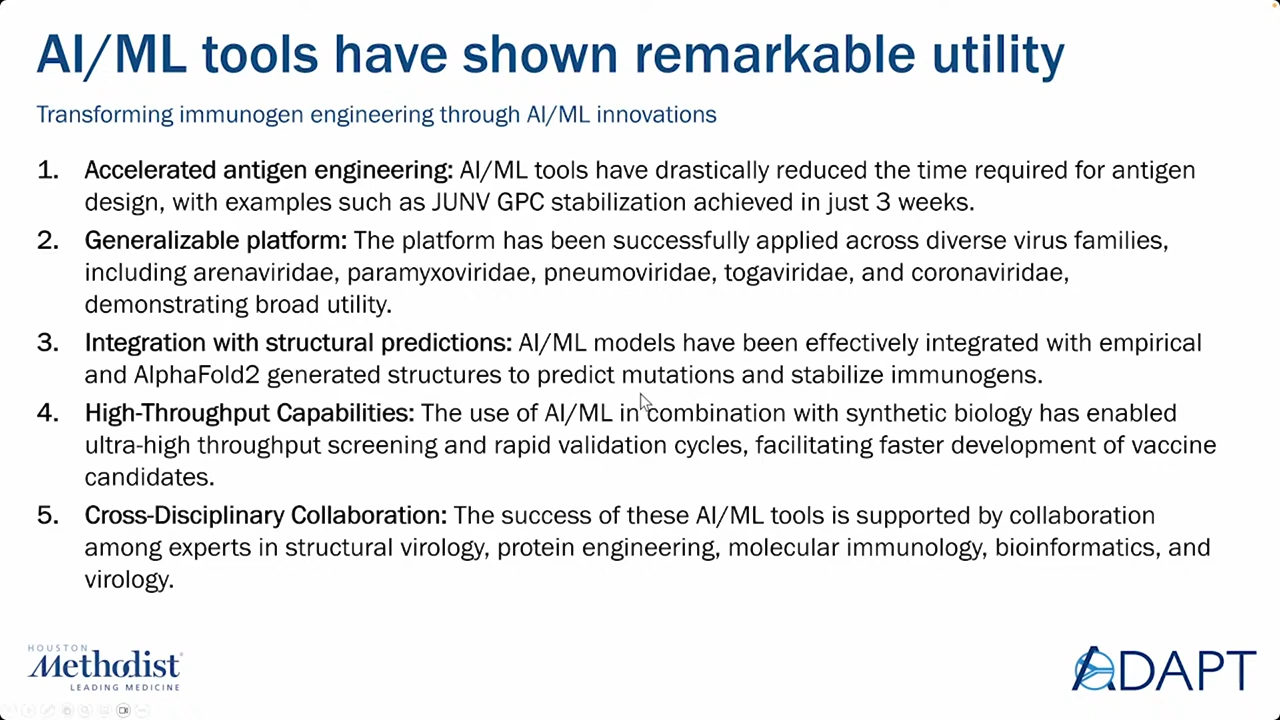 AI/ML tools have shown remarkable utility
Transforming immunogen engineering through AI/ML innovations
1. Accelerated antigen engineering: AI/ML tools have drastically reduced the time required for antigen
design, with examples such as JUNV GPC stabilization achieved in just 3 weeks.
2. Generalizable platform: The platform has been successfully applied across diverse virus families,
including arenaviridae, paramyxoviridae, pneumoviridae, togaviridae, and coronaviridae,
demonstrating broad utility.
3. Integration with structural predictions: AI/ML models have been effectively integrated with empirical
and AlphaFold2 generated structures to predict mutations and stabilize immunogens.
4. High-Throughput Capabilities: The use of AI/ML in combination with synthetic biology has enabled
ultra-high throughput screening and rapid validation cycles, facilitating faster development of vaccine
candidates.
5. Cross-Disciplinary Collaboration: The success of these AI/ML tools is supported by collaboration
among experts in structural virology, protein engineering, molecular immunology, bioinformatics, and
virology.
HOUSTON
Methodist
LEADING MEDICINE
ADAPT